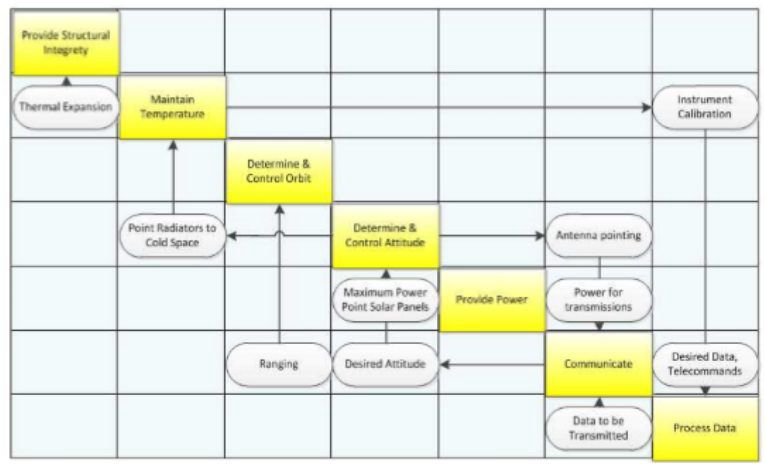 Provide Structural
Integrety
Thermal Expansion
Maintain
Temperature
Instrument
Calibration
Determine &
Control Orbit
Point Radiators to
Cold Space
Determine &
Control Attitude
Antenna pointing
Maximum Power
Point Solar Panels
Provide Power
Power for
transmissions
Ranging
Desired Attitude
Communicate
Desired Data,
Telecommands
Data to be
Transmitted
Process Data